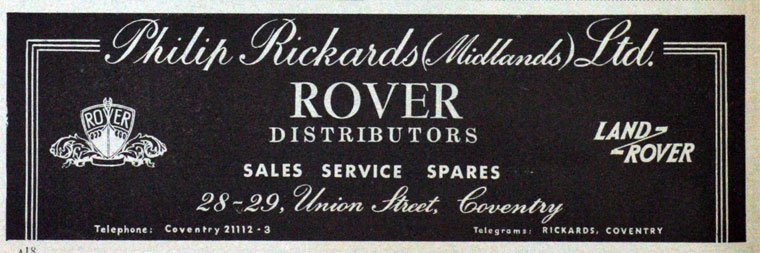 Philip Rickards (Midlands) Ltd.
ROVER
DISTRIBUTORS
ROVER
LAND-
ROVER
SALES SERVICE SPARES
28-29, Union Street, Coventry
Telephone: Coventry 21112-3
Telegrams: RICKARDS, COVENTRY
A18